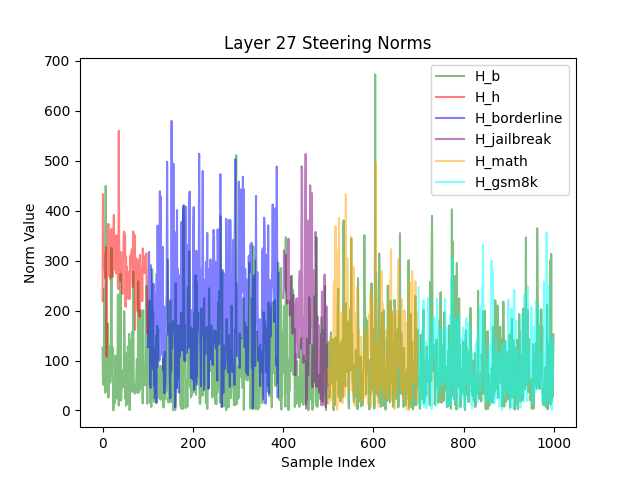 Layer 27 Steering Norms
700
600
500
400
300
200
100
0
Norm Value
H_b
H_h
H_borderline
H_jailbreak
H_math
H_gsm8k
0 200 400 600 800 1000
Sample Index